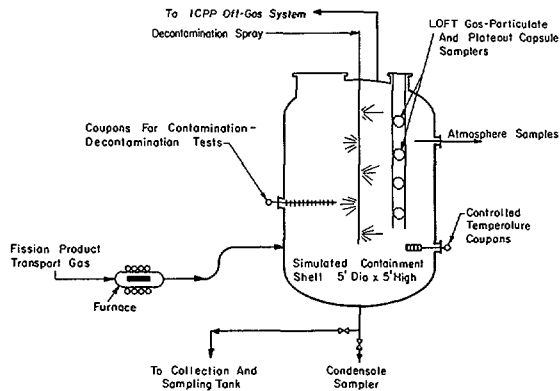 To ICPP Off-Gas System
Decontamination Spray
LOFT Gas-Particulate
And Plateout Capsule
Samplers
Coupons For Contamination-
Decontamination Tests
Atmosphere Samples
Controlled
Temperature
Coupons
Fission Product
Transport Gas
Furnace
Simulated Containment
Shell 5' Dia x 5' High
To Collection And
Sampling Tank
Condensate
Sampler